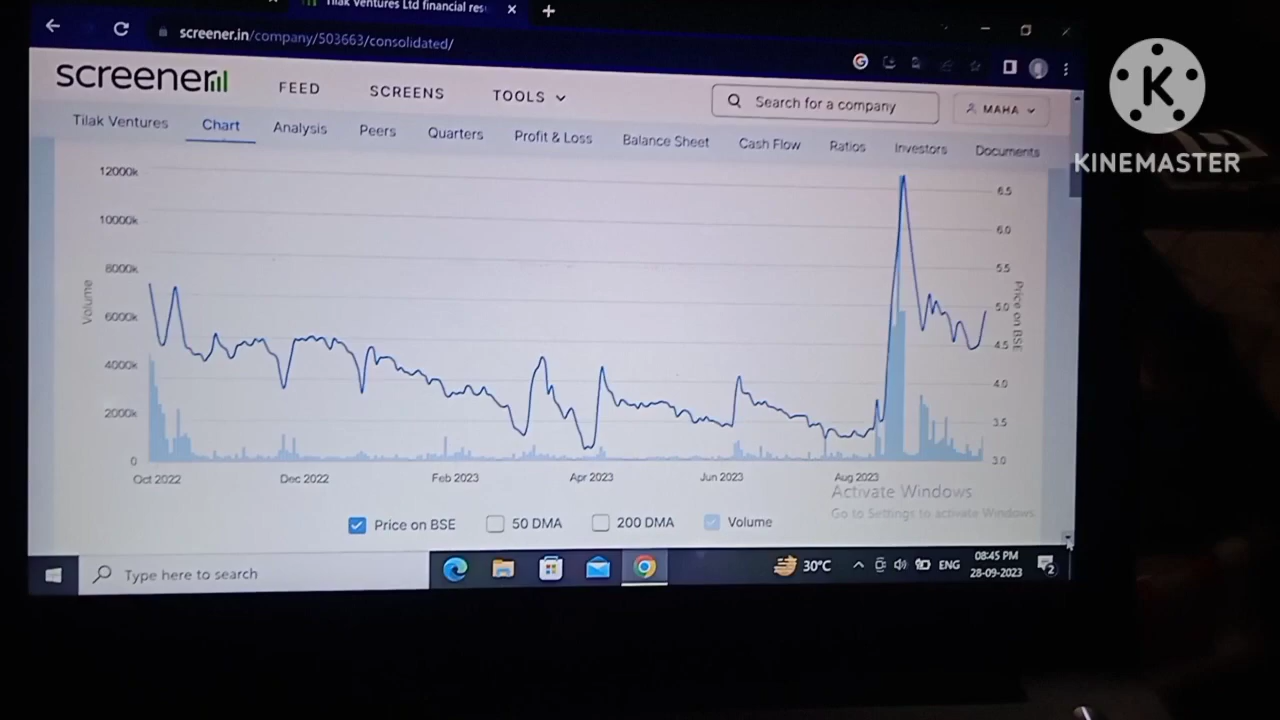 Tilak Ventures Ltd financial res
screener.in/company/503663/consolidated/
screener
FEED
SCREENS
TOOLS
Search for a company
MAHA
K
KINEMASTER
Tilak Ventures
Chart
Analysis
Peers
Quarters
Profit & Loss
Balance Sheet
Cash Flow
Ratios
Investors
Documents
12000k
10000k
8000k
6000k
4000k
2000k
0
Volume
6.5
6.0
5.5
5.0
4.5
4.0
3.5
3.0
Price on BSE
Oct 2022
Dec 2022
Feb 2023
Apr 2023
Jun 2023
Aug 2023
Activate Windows
Go to Settings to activate Windows
Price on BSE
50 DMA
200 DMA
Volume
Type here to search
30°C
ENG
08:45 PM
28-09-2023
2